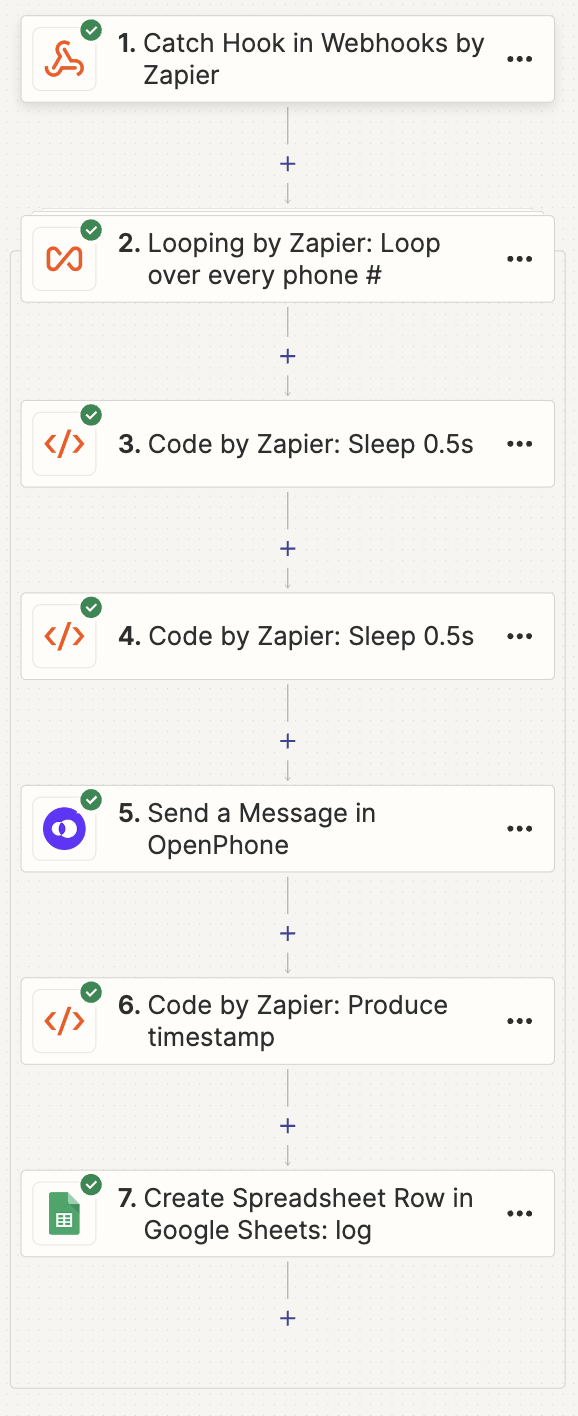 1. Catch Hook in Webhooks by
Zapier
2. Looping by Zapier: Loop
over every phone #
3. Code by Zapier: Sleep 0.5s
4. Code by Zapier: Sleep 0.5s
5. Send a Message in
OpenPhone
6. Code by Zapier: Produce
timestamp
7. Create Spreadsheet Row in
Google Sheets: log